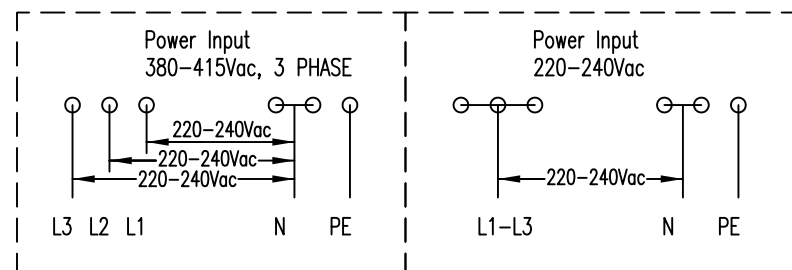 Power Input
380-415Vac, 3 PHASE
220-240Vac
220-240Vac
220-240Vac
L3 L2 L1 N PE
Power Input
220-240Vac
220-240Vac
L1-L3 N PE